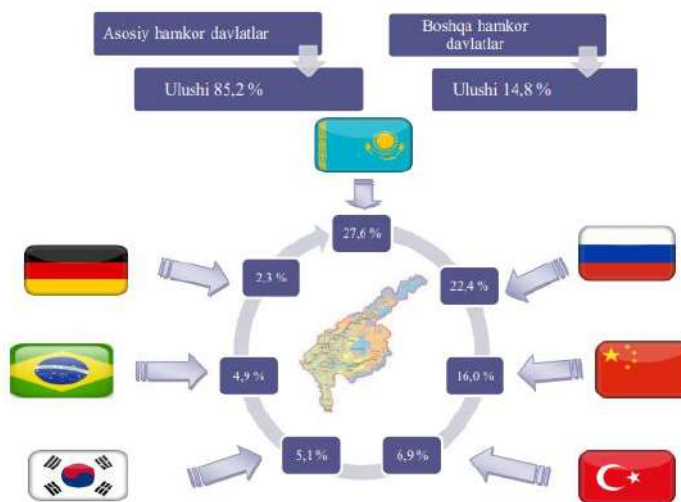 Asosiy hamkor davlatlar
Boshqa hamkor
davlatlar
Ulushi 85,2 %
Ulushi 14,8 %
27,6 %
2,3 %
22,4 %
4,9 %
16,0 %
5,1 %
6,9 %